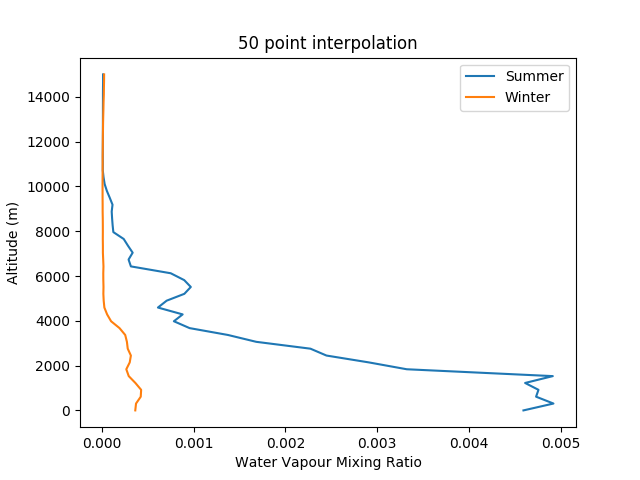 50 point interpolation
Summer
Winter
14000
12000
10000
8000
6000
4000
2000
0
Altitude (m)
0.000 0.001 0.002 0.003 0.004 0.005
Water Vapour Mixing Ratio